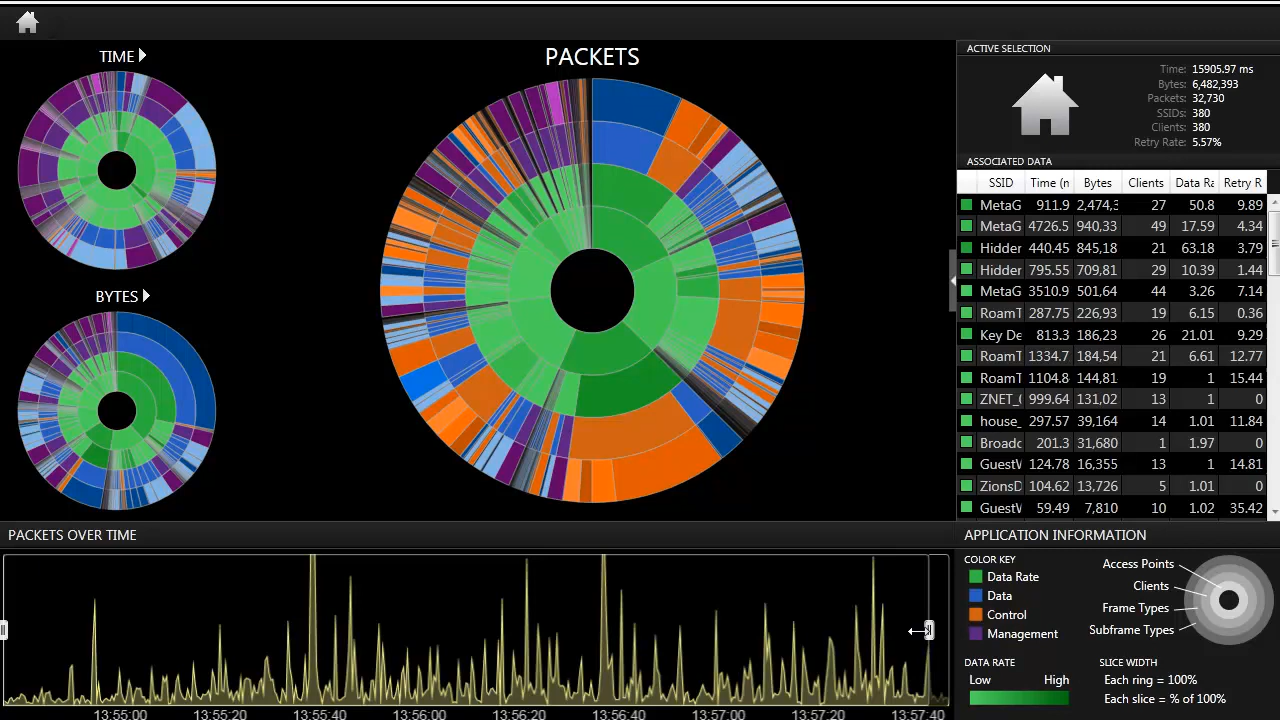 TIME
PACKETS
BYTES
ACTIVE SELECTION
Time: 15905.97 ms
Bytes: 6,482,393
Packets: 32,730
SSIDs: 380
Clients: 380
Retry Rate: 5.57%
ASSOCIATED DATA
SSID Time (n Bytes Clients Data Ra Retry R
MetaG 911.9 2,474,3 27 50.8 9.89
MetaG 4726.5 940,33 49 17.59 4.34
Hidder 440.45 845,18 21 63.18 3.79
Hidder 795.55 709,81 29 10.39 1.44
MetaG 3510.9 501,64 44 3.26 7.14
RoamT 287.75 226,93 19 6.15 0.36
Key De 813.3 186,23 26 21.01 9.29
RoamT 1334.7 184,54 21 6.61 12.77
RoamT 1104.8 144,81 19 1 15.44
ZNET_( 999.64 131,02 13 1 0
house_ 297.57 39,164 14 1.01 11.84
Broadc 201.3 31,680 1 1.97 0
GuestW 124.78 16,355 13 1 14.81
ZionsD 104.62 13,726 5 1.01 0
GuestW 59.49 7,810 10 1.02 35.42
PACKETS OVER TIME
13:55:00 13:55:20 13:55:40 13:56:00 13:56:20 13:56:40 13:57:00 13:57:20 13:57:40
APPLICATION INFORMATION
COLOR KEY
Data Rate
Data
Control
Management
Access Points
Clients
Frame Types
Subframe Types
DATA RATE
Low High
SLICE WIDTH
Each ring = 100%
Each slice = % of 100%